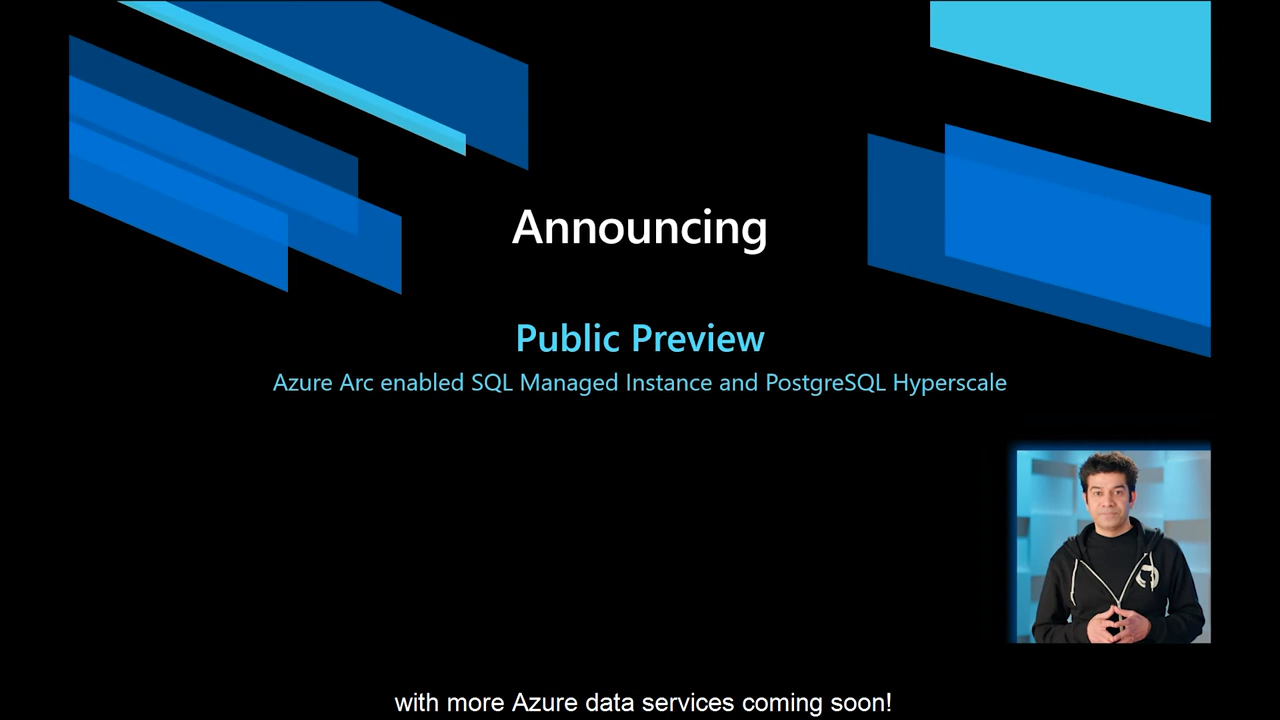 Announcing
Public Preview
Azure Arc enabled SQL Managed Instance and PostgreSQL Hyperscale
with more Azure data services coming soon!